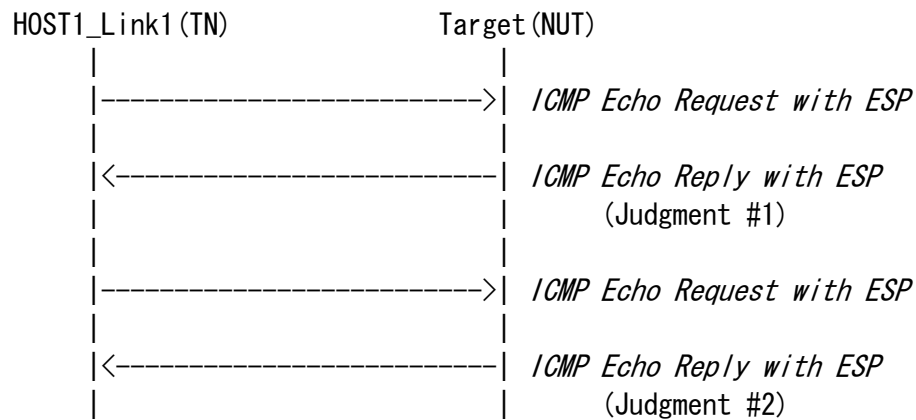 HOST1_Link1(TN) Target(NUT)
| |
|-------------------------->| ICMP Echo Request with ESP
| |
|<--------------------------| ICMP Echo Reply with ESP
| | (Judgment #1)
| |
|-------------------------->| ICMP Echo Request with ESP
| |
|<--------------------------| ICMP Echo Reply with ESP
| | (Judgment #2)